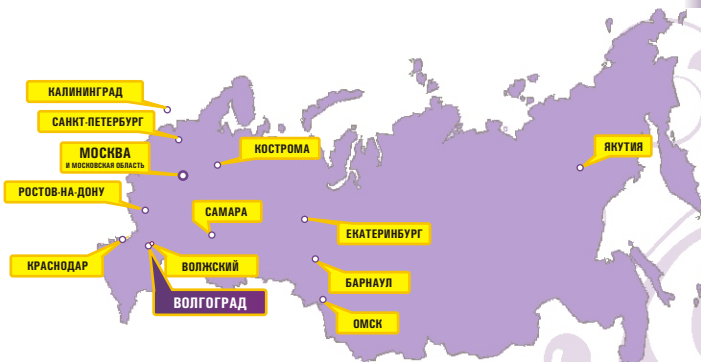 КАЛИНИНГРАД
САНКТ-ПЕТЕРБУРГ
МОСКВА
И МОСКОВСКАЯ ОБЛАСТЬ
КОСТРОМА
ЯКУТИЯ
РОСТОВ-НА-ДОНУ
САМАРА
ЕКАТЕРИНБУРГ
КРАСНОДАР
ВОЛЖСКИЙ
БАРНАУЛ
ВОЛГОГРАД
ОМСК